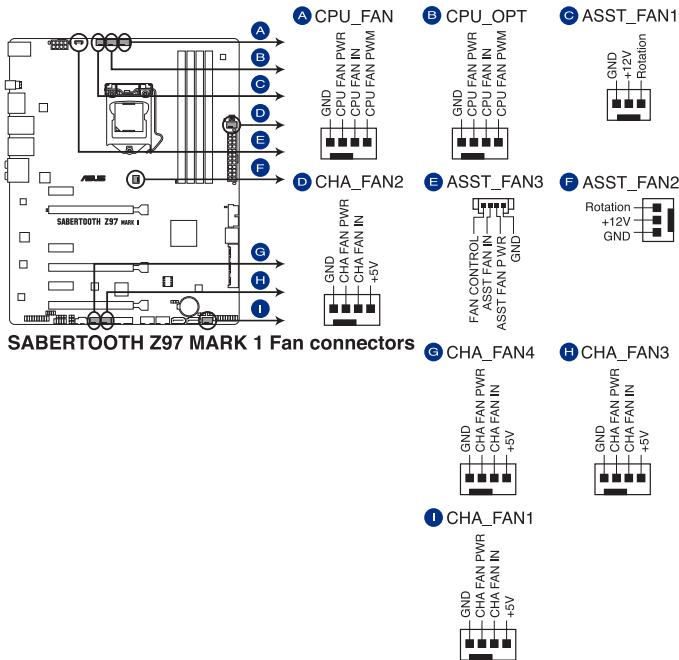 A CPU_FAN
GND
CPU FAN PWR
CPU FAN IN
CPU FAN PWM
B CPU_OPT
GND
CPU FAN PWR
CPU FAN IN
CPU FAN PWM
C ASST_FAN1
GND
+12V
Rotation
A
B
C
D
E
F
G
H
I
ASUS
SABERTOOTH Z97 MARK 1
D CHA_FAN2
GND
CHA FAN PWR
CHA FAN IN
+5V
E ASST_FAN3
FAN CONTROL
ASST FAN IN
ASST FAN PWR
GND
F ASST_FAN2
Rotation
+12V
GND
SABERTOOTH Z97 MARK 1 Fan connectors
G CHA_FAN4
GND
CHA FAN PWR
CHA FAN IN
+5V
H CHA_FAN3
GND
CHA FAN PWR
CHA FAN IN
+5V
I CHA_FAN1
GND
CHA FAN PWR
CHA FAN IN
+5V